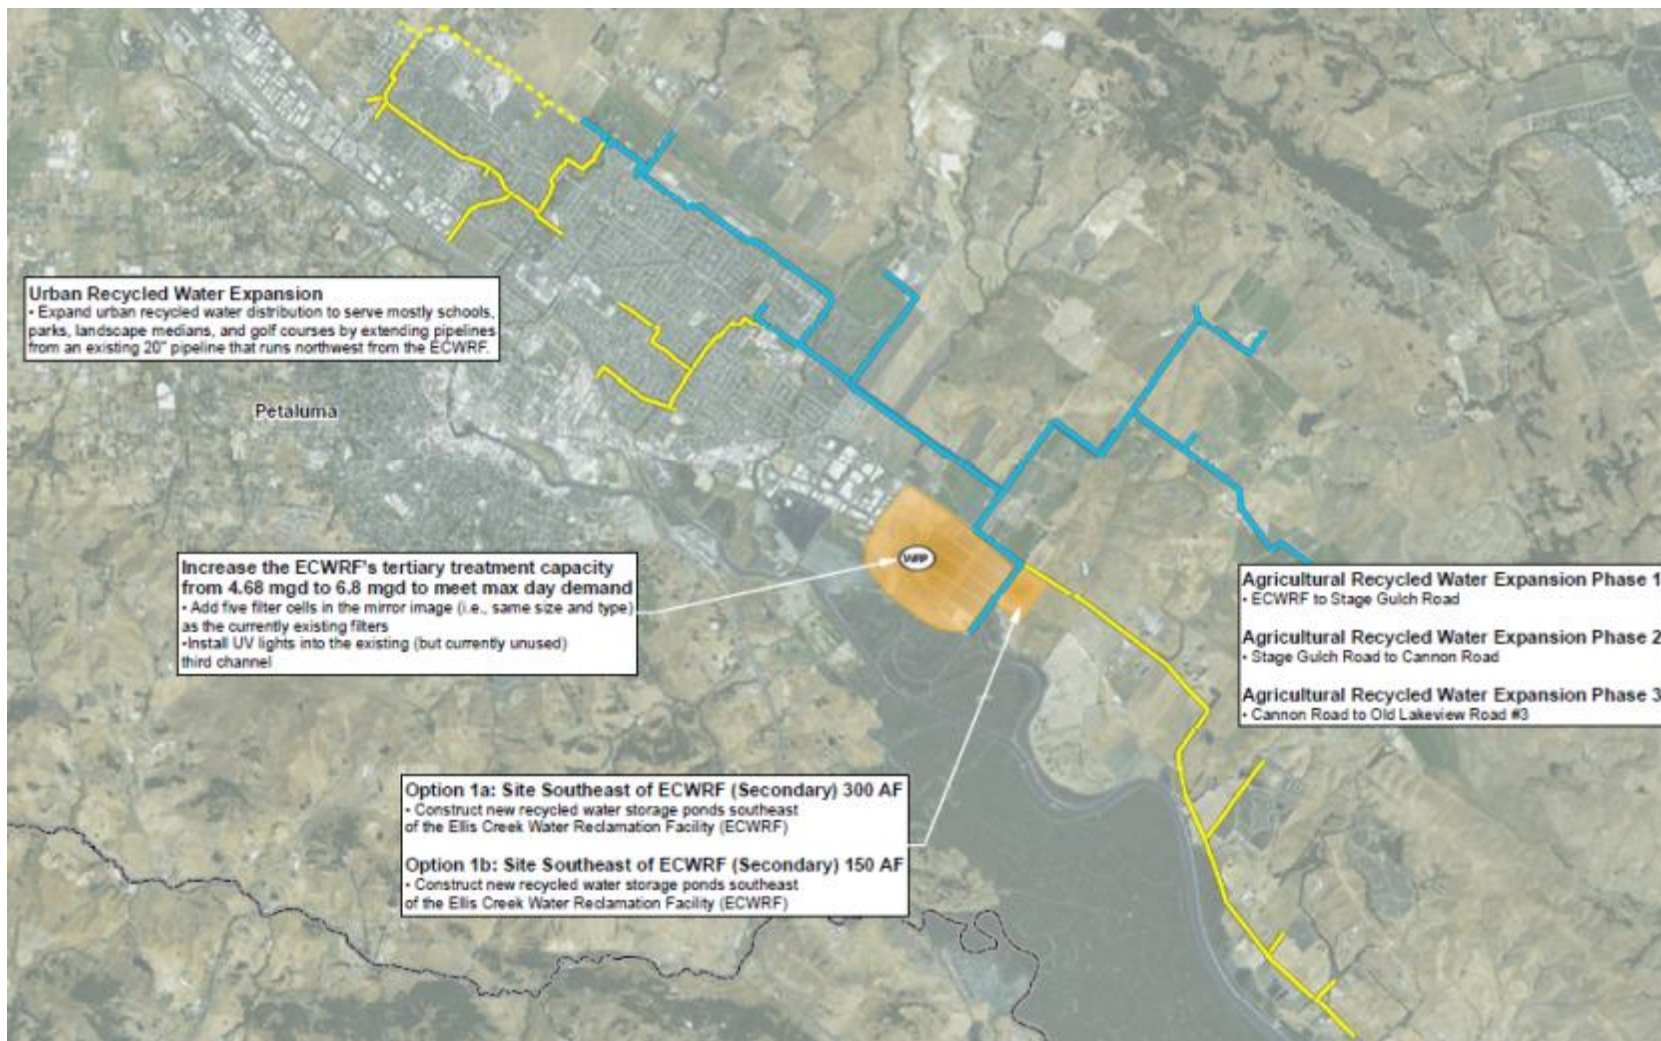 Urban Recycled Water Expansion
• Expand urban recycled water distribution to serve mostly schools,
parks, landscape medians, and golf courses by extending pipelines
from an existing 20" pipeline that runs northwest from the ECWRF.
Petaluma
Increase the ECWRF's tertiary treatment capacity
from 4.68 mgd to 6.8 mgd to meet max day demand
• Add five filter cells in the mirror image (i.e., same size and type)
as the currently existing filters
•Install UV lights into the existing (but currently unused)
third channel
Agricultural Recycled Water Expansion Phase 1
• ECWRF to Stage Gulch Road
Agricultural Recycled Water Expansion Phase 2
• Stage Gulch Road to Cannon Road
Agricultural Recycled Water Expansion Phase 3
• Cannon Road to Old Lakeview Road #3
Option 1a: Site Southeast of ECWRF (Secondary) 300 AF
• Construct new recycled water storage ponds southeast
of the Ellis Creek Water Reclamation Facility (ECWRF)
Option 1b: Site Southeast of ECWRF (Secondary) 150 AF
• Construct new recycled water storage ponds southeast
of the Ellis Creek Water Reclamation Facility (ECWRF)